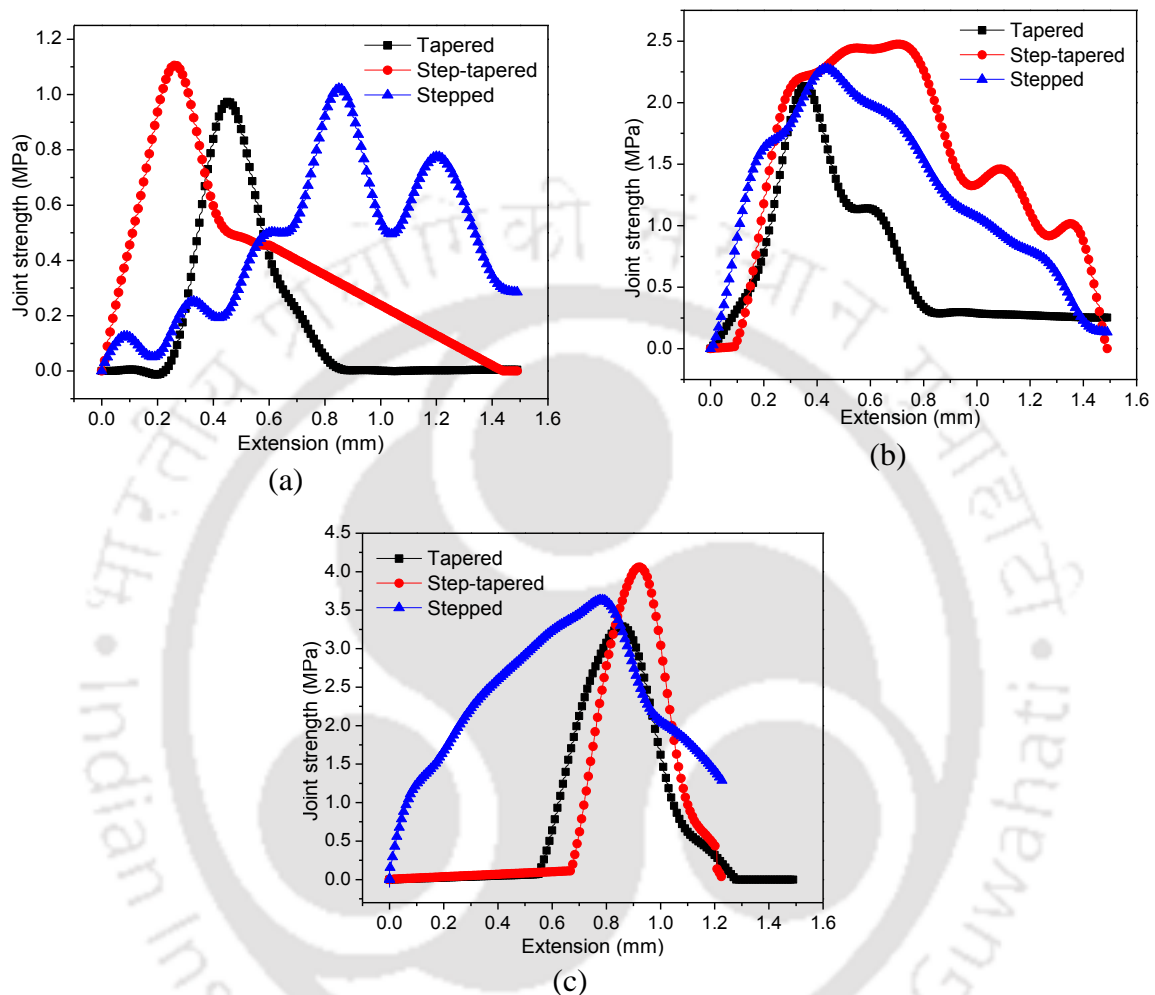 1.2
1.0
0.8
0.6
0.4
0.2
0.0
Joint strength (MPa)
Tapered
Step-tapered
Stepped
0.0 0.2 0.4 0.6 0.8 1.0 1.2 1.4 1.6
Extension (mm)
(a)
2.5
2.0
1.5
1.0
0.5
0.0
Joint strength (MPa)
Tapered
Step-tapered
Stepped
0.0 0.2 0.4 0.6 0.8 1.0 1.2 1.4 1.6
Extension (mm)
(b)
4.5
4.0
3.5
3.0
2.5
2.0
1.5
1.0
0.5
0.0
Joint strength (MPa)
Tapered
Step-tapered
Stepped
0.0 0.2 0.4 0.6 0.8 1.0 1.2 1.4 1.6
Extension (mm)
(c)
Indian Ins
Guwahati